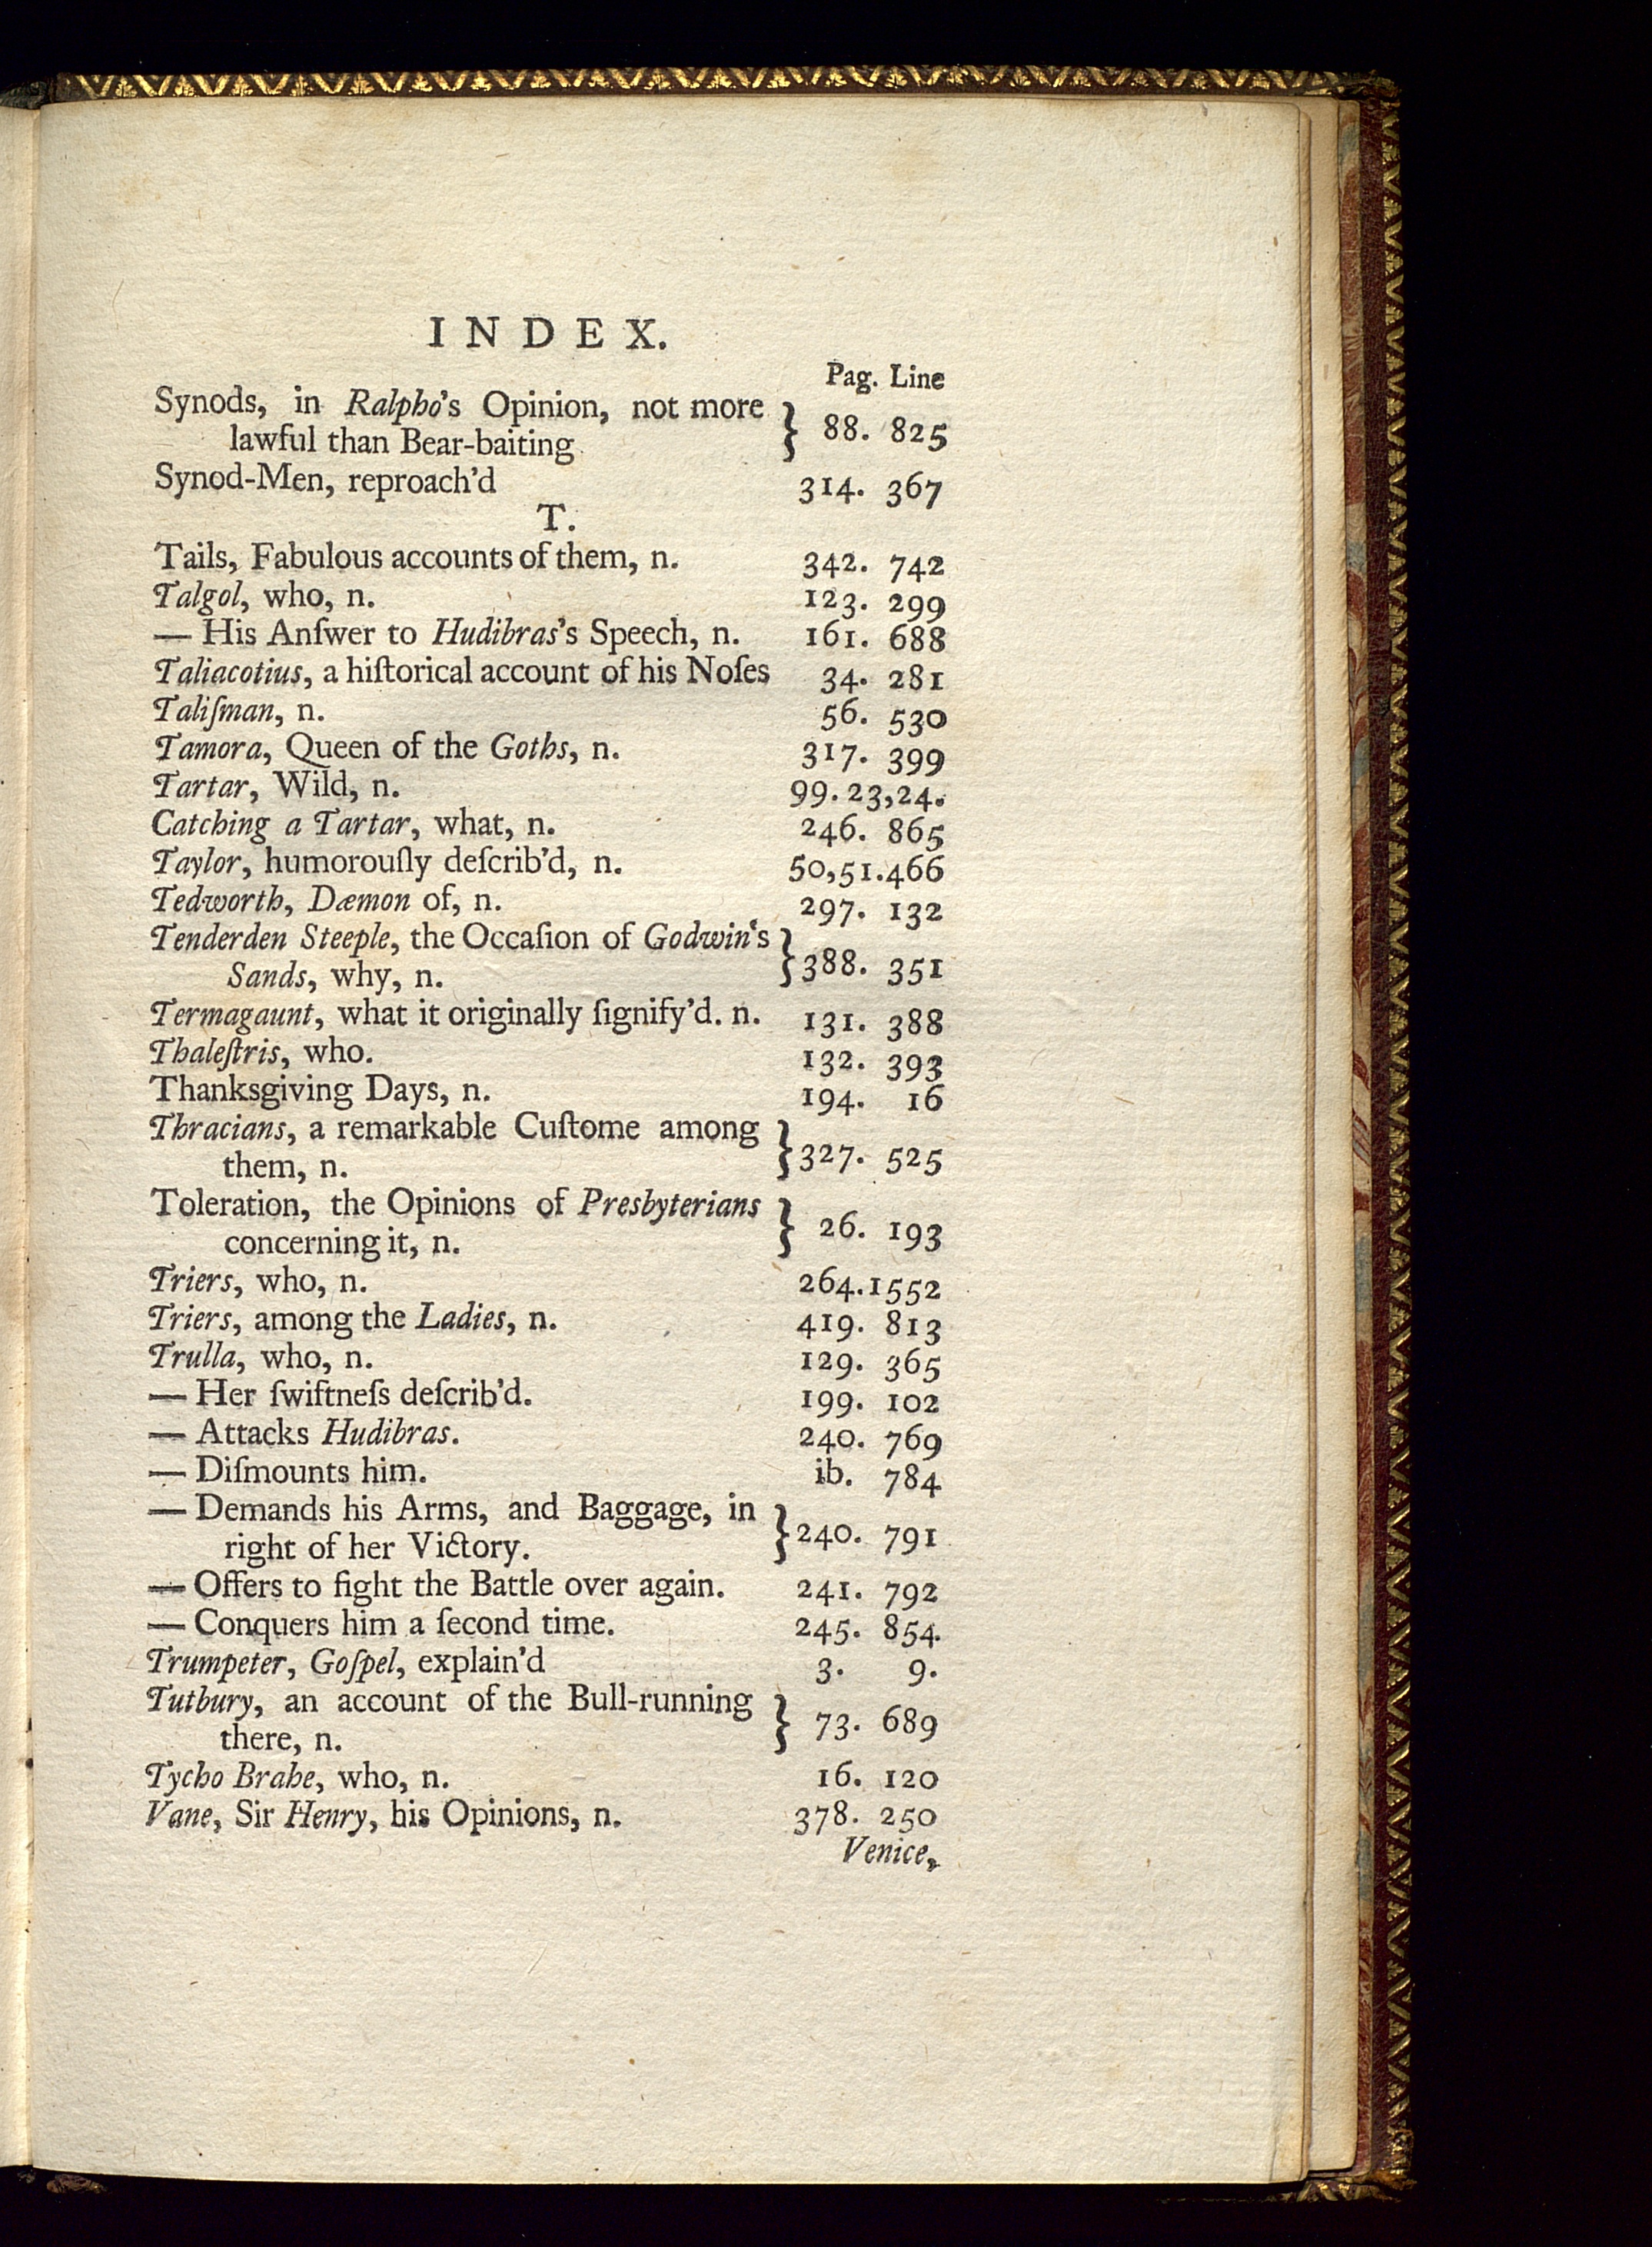 INDEX.
Pag. Line
Synods, in Ralpho's Opinion, not more
lawful than Bear-baiting } 88. 825
Synod-Men, reproach'd 314. 367
T.
Tails, Fabulous accounts of them, n. 342. 742
Talgol, who, n. 123. 299
— His Anſwer to Hudibras's Speech, n. 161. 688
Taliacotius, a hiſtorical account of his Noſes 34. 281
Taliſman, n. 56. 530
Tamora, Queen of the Goths, n. 317. 399
Tartar, Wild, n. 99. 23,24.
Catching a Tartar, what, n. 246. 865
Taylor, humorouſly deſcrib'd, n. 50,51.466
Tedworth, Dæmon of, n. 297. 132
Tenderden Steeple, the Occaſion of Godwin's
Sands, why, n. } 388. 351
Termagaunt, what it originally ſignify'd. n. 131. 388
Thaleſtris, who. 132. 393
Thanksgiving Days, n. 194. 16
Thracians, a remarkable Cuſtome among
them, n. } 327. 525
Toleration, the Opinions of Presbyterians
concerning it, n. } 26. 193
Triers, who, n. 264.1552
Triers, among the Ladies, n. 419. 813
Trulla, who, n. 129. 365
— Her ſwiftneſs deſcrib'd. 199. 102
— Attacks Hudibras. 240. 769
— Diſmounts him. ib. 784
— Demands his Arms, and Baggage, in
right of her Victory. } 240. 791
— Offers to fight the Battle over again. 241. 792
— Conquers him a ſecond time. 245. 854.
Trumpeter, Goſpel, explain'd 3. 9.
Tutbury, an account of the Bull-running
there, n. } 73. 689
Tycho Brahe, who, n. 16. 120
Vane, Sir Henry, his Opinions, n. 378. 250
Venice,